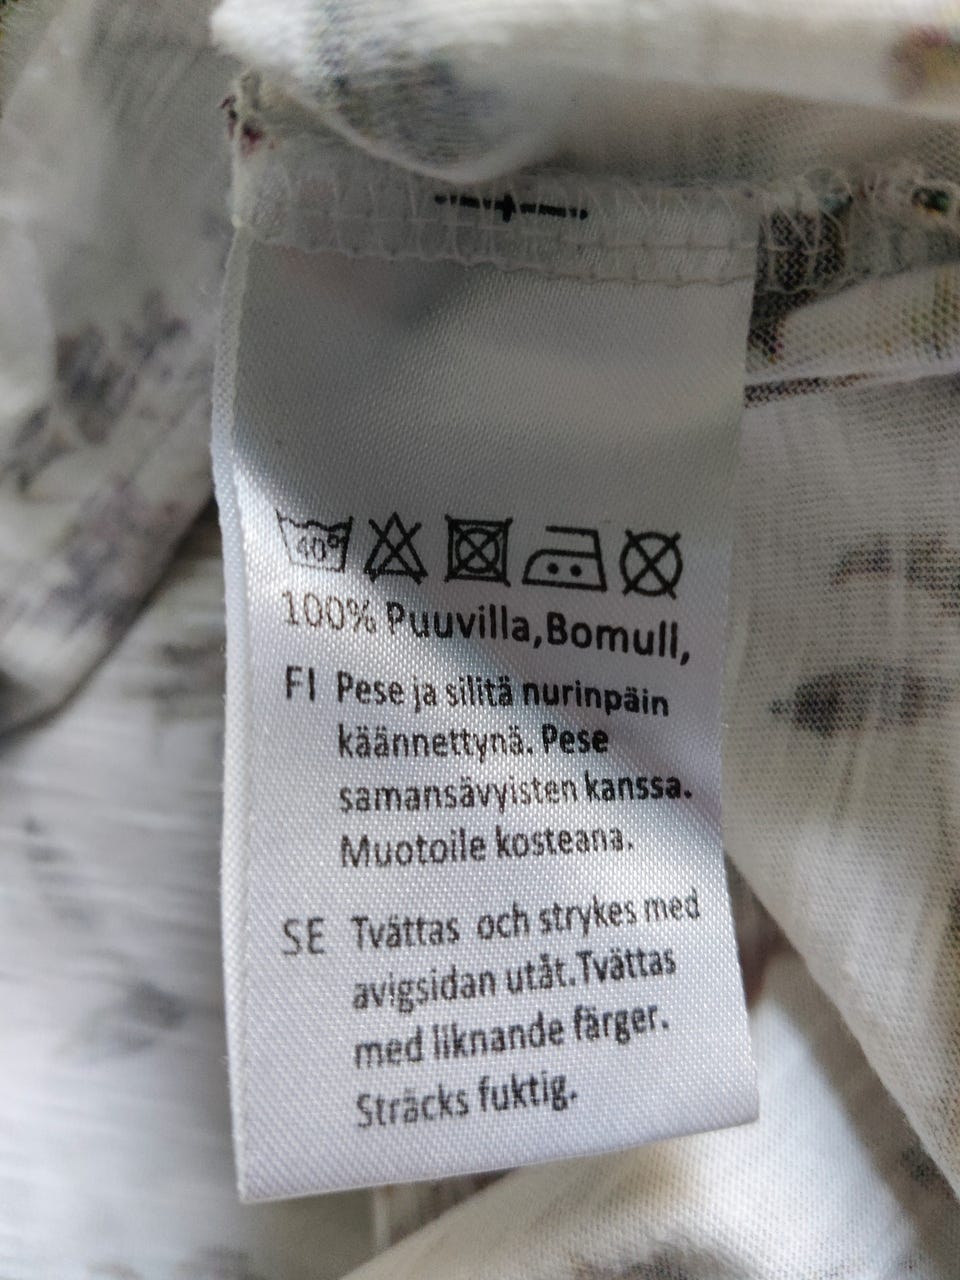 40°
100% Puuvilla,Bomull,
FI Pese ja silitä nurinpäin
käännettynä. Pese
samansävyisten kanssa.
Muotoile kosteana.
SE Tvättas och strykes med
avigsidan utåt.Tvättas
med liknande färger.
Sträcks fuktig.